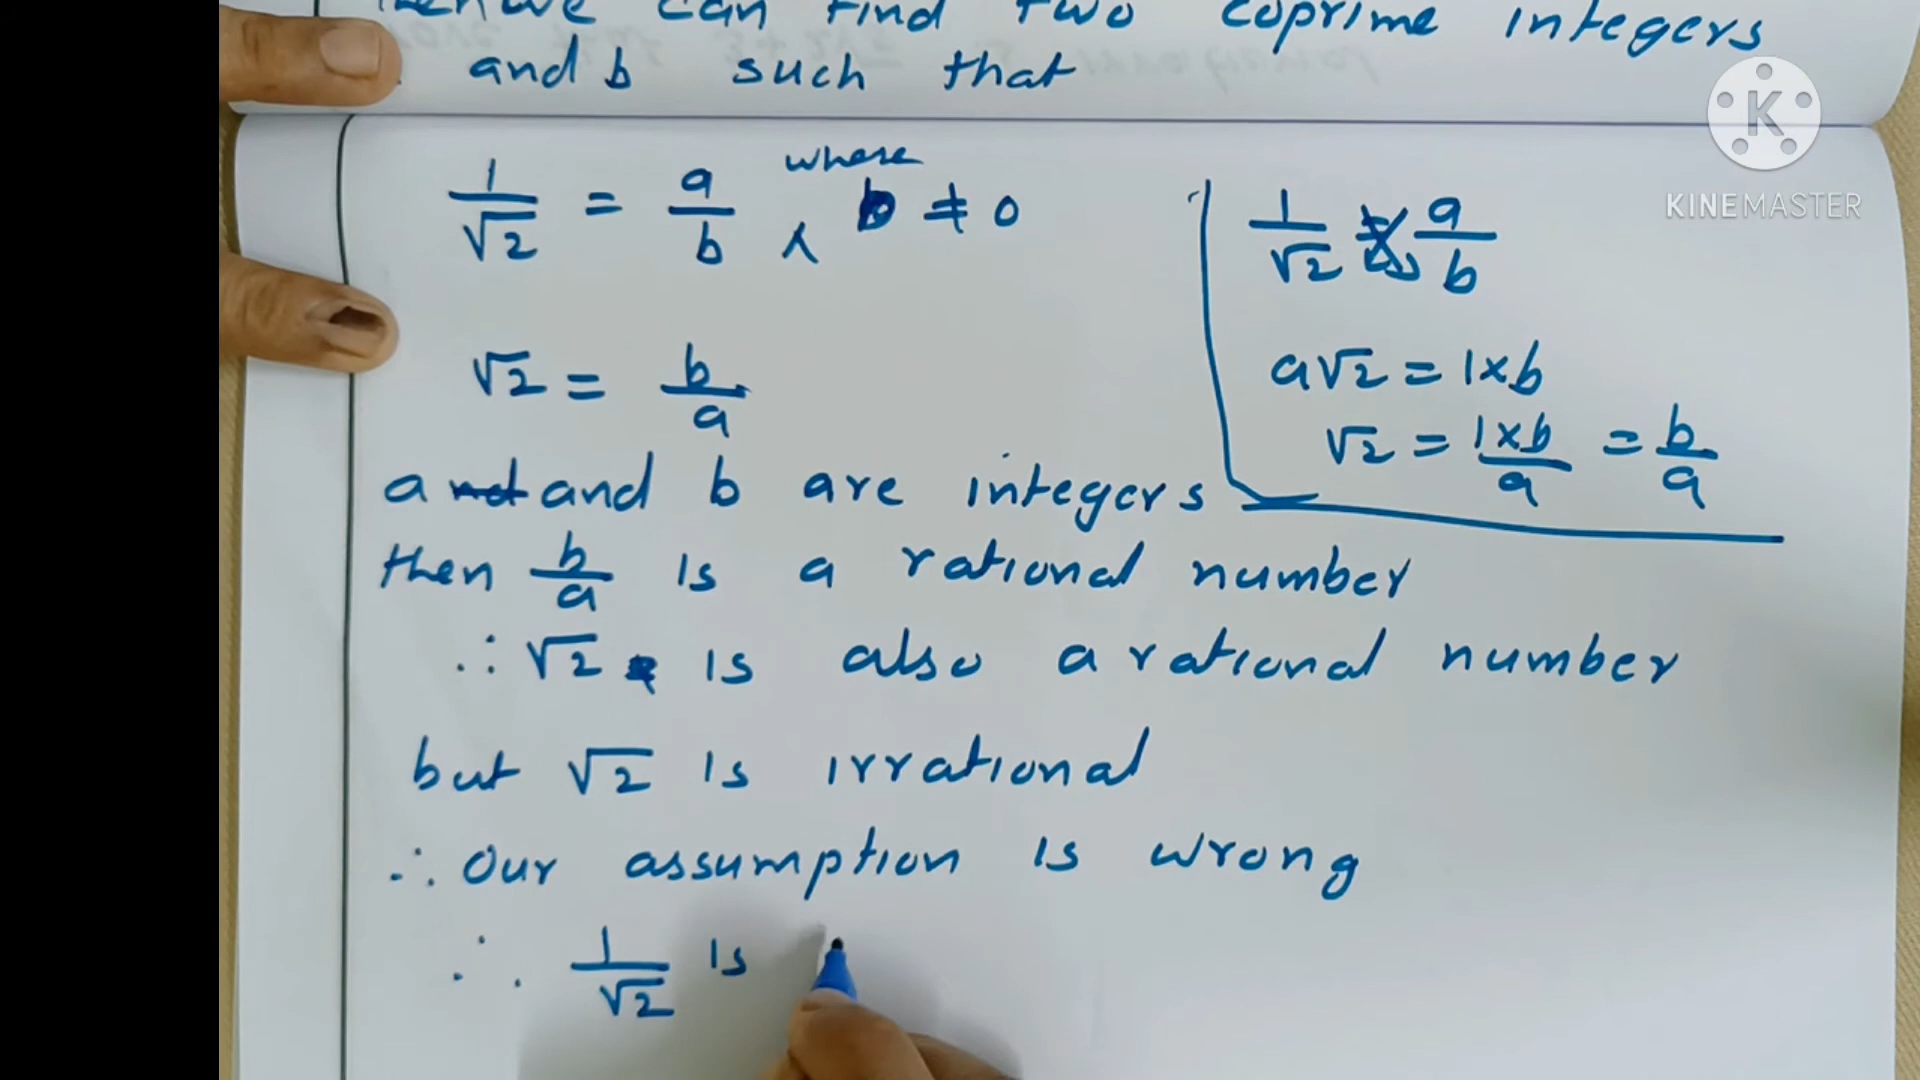 then we can find two coprime integers
and b such that
K
KINEMASTER
1/√2 = a/b , where b ≠ 0
1/√2 = a/b
√2 = b/a
a√2 = 1×b
√2 = 1×b/a = b/a
a and b are integers
then b/a is a rational number
∴ √2 is also a rational number
but √2 is irrational
∴ Our assumption is wrong
∴ 1/√2 is